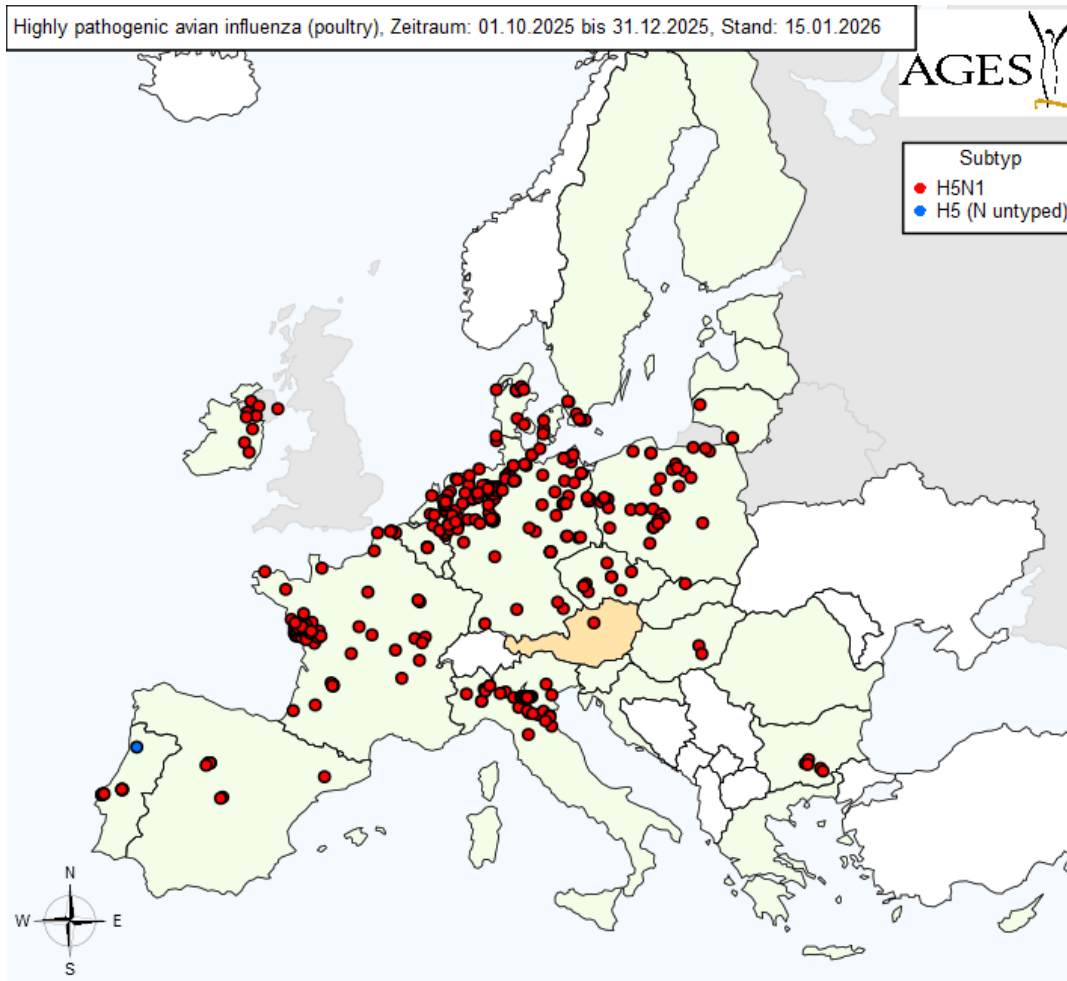 Highly pathogenic avian influenza (poultry), Zeitraum: 01.10.2025 bis 31.12.2025, Stand: 15.01.2026
AGES
Subtyp
H5N1
H5 (N untyped)
N
W E
S